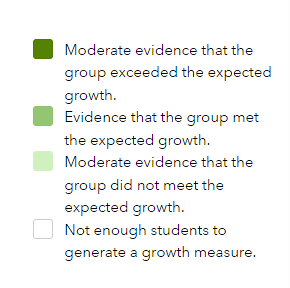 Moderate evidence that the
group exceeded the expected
growth.
Evidence that the group met
the expected growth.
Moderate evidence that the
group did not meet the
expected growth.
Not enough students to
generate a growth measure.